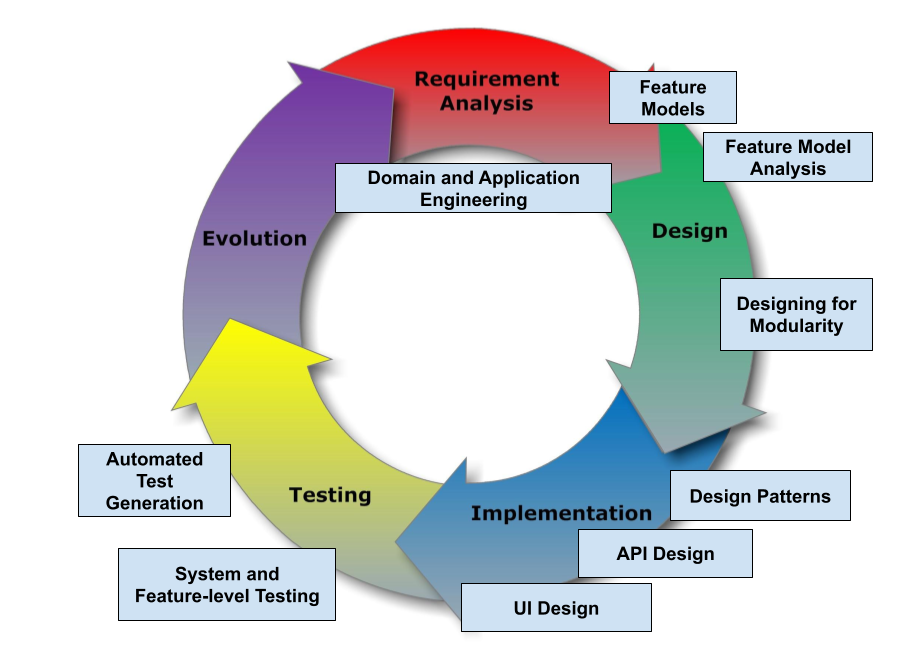 Requirement
Analysis
Feature
Models
Feature Model
Analysis
Domain and Application
Engineering
Design
Evolution
Designing for
Modularity
Automated
Test
Generation
Testing
Design Patterns
Implementation
API Design
System and
Feature-level Testing
UI Design